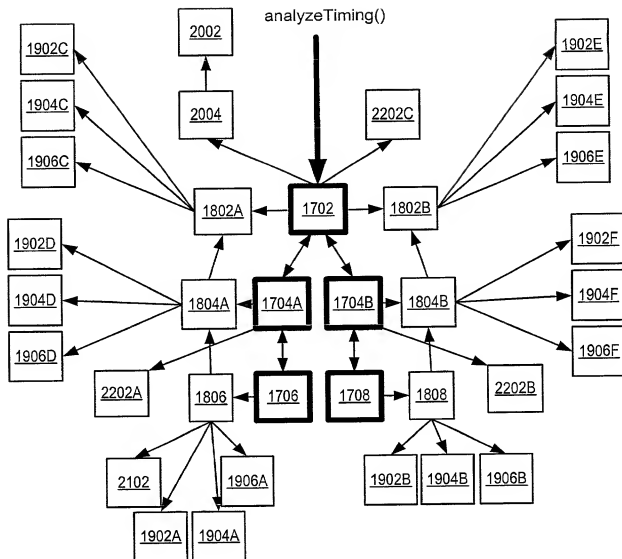 analyzeTiming()
2002
1902C
1902E
1904C
2004
2202C
1904E
1906C
1906E
1802A
1702
1802B
1902D
1902F
1804A
1704A
1704B
1804B
1904D
1904F
1906D
1906F
2202A
1806
1706
1708
1808
2202B
2102
1906A
1902B
1904B
1906B
1902A
1904A